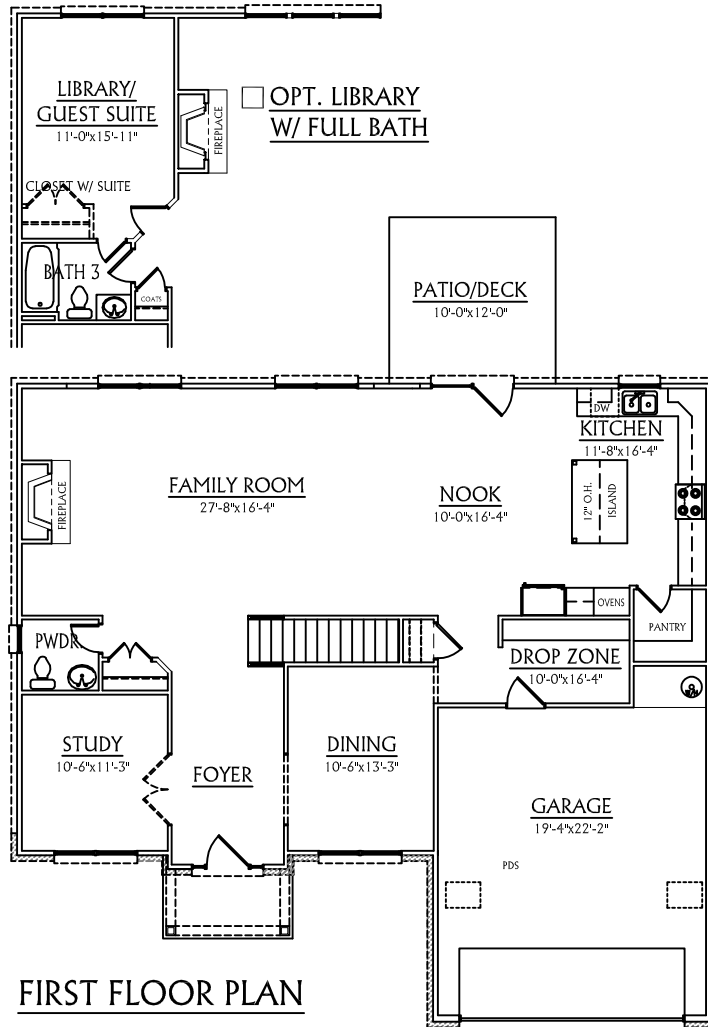 LIBRARY/
GUEST SUITE
11'-0"x15'-11"
OPT. LIBRARY
W/ FULL BATH
FIREPLACE
CLOSET W/ SUITE
BATH 3
COATS
PATIO/DECK
10'-0"x12'-0"
DW
KITCHEN
11'-8"x16'-4"
FAMILY ROOM
27'-8"x16'-4"
NOOK
10'-0"x16'-4"
12" O.H.
ISLAND
FIREPLACE
OVENS
PANTRY
PWDR.
DROP ZONE
10'-0"x16'-4"
STUDY
10'-6"x11'-3"
FOYER
DINING
10'-6"x13'-3"
GARAGE
19'-4"x22'-2"
PDS
FIRST FLOOR PLAN